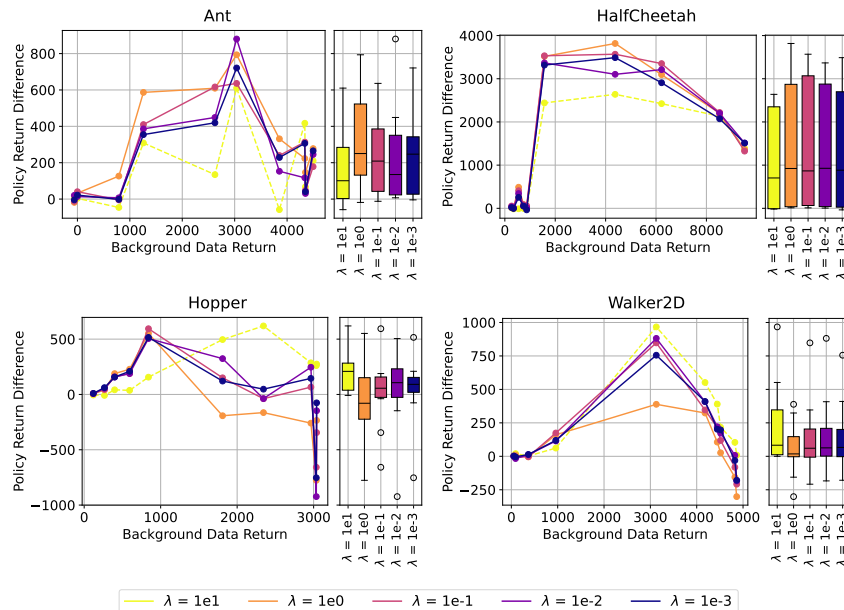 Ant
HalfCheetah
Policy Return Difference
800
600
400
200
0
0
1000
2000
3000
4000
Background Data Return
λ = 1e1
λ = 1e0
λ = 1e-1
λ = 1e-2
λ = 1e-3
Policy Return Difference
4000
3000
2000
1000
0
0
2000
4000
6000
8000
Background Data Return
λ = 1e1
λ = 1e0
λ = 1e-1
λ = 1e-2
λ = 1e-3
Hopper
Walker2D
Policy Return Difference
500
0
−500
−1000
0
1000
2000
3000
Background Data Return
λ = 1e1
λ = 1e0
λ = 1e-1
λ = 1e-2
λ = 1e-3
Policy Return Difference
1000
750
500
250
0
−250
0
1000
2000
3000
4000
5000
Background Data Return
λ = 1e1
λ = 1e0
λ = 1e-1
λ = 1e-2
λ = 1e-3
λ = 1e1 λ = 1e0 λ = 1e-1 λ = 1e-2 λ = 1e-3